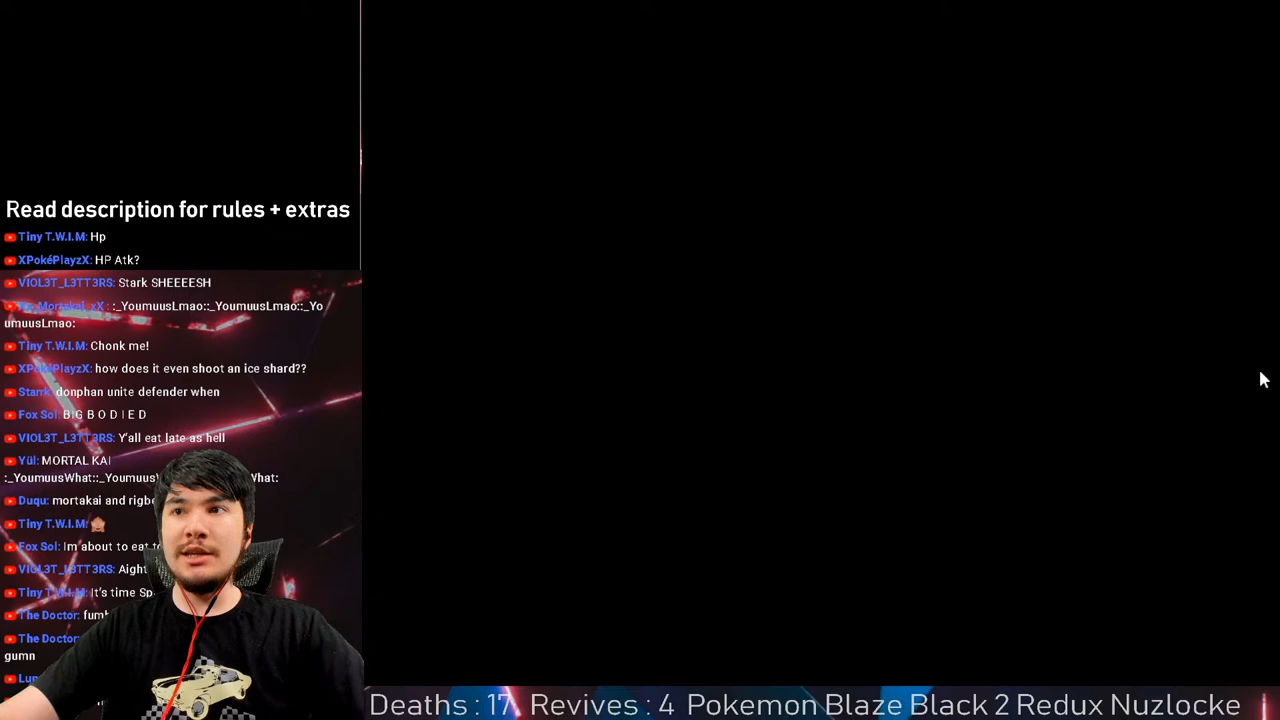 Read description for rules + extras
Tiny T.W.I.M: Hp
XPokéPlayzX: HP Atk?
VIOL3T_L3TT3RS: Stark SHEEEESH
:_YoumuusLmao::_YoumuusLmao::_Yo
umuusLmao:
Tiny T.W.I.M: Chonk me!
XPokéPlayzX: how does it even shoot an ice shard??
Starrk: donphan unite defender when
Fox Sol: B I G B O D I E D
VIOL3T_L3TT3RS: Y'all eat late as hell
Yül: MORTAL KAI
:_YoumuusWhat::_Youmuus hat:
Duqu: mortakai and
Tiny T.W.I.M:
Fox Sol: Im about to eat
VIOL3T_L3TT3RS: Aight
Tiny T.W.I.M: It's time
The Doctor:
The Doctor:
gumn
Deaths : 17 Revives : 4 Pokemon Blaze Black 2 Redux Nuzlocke